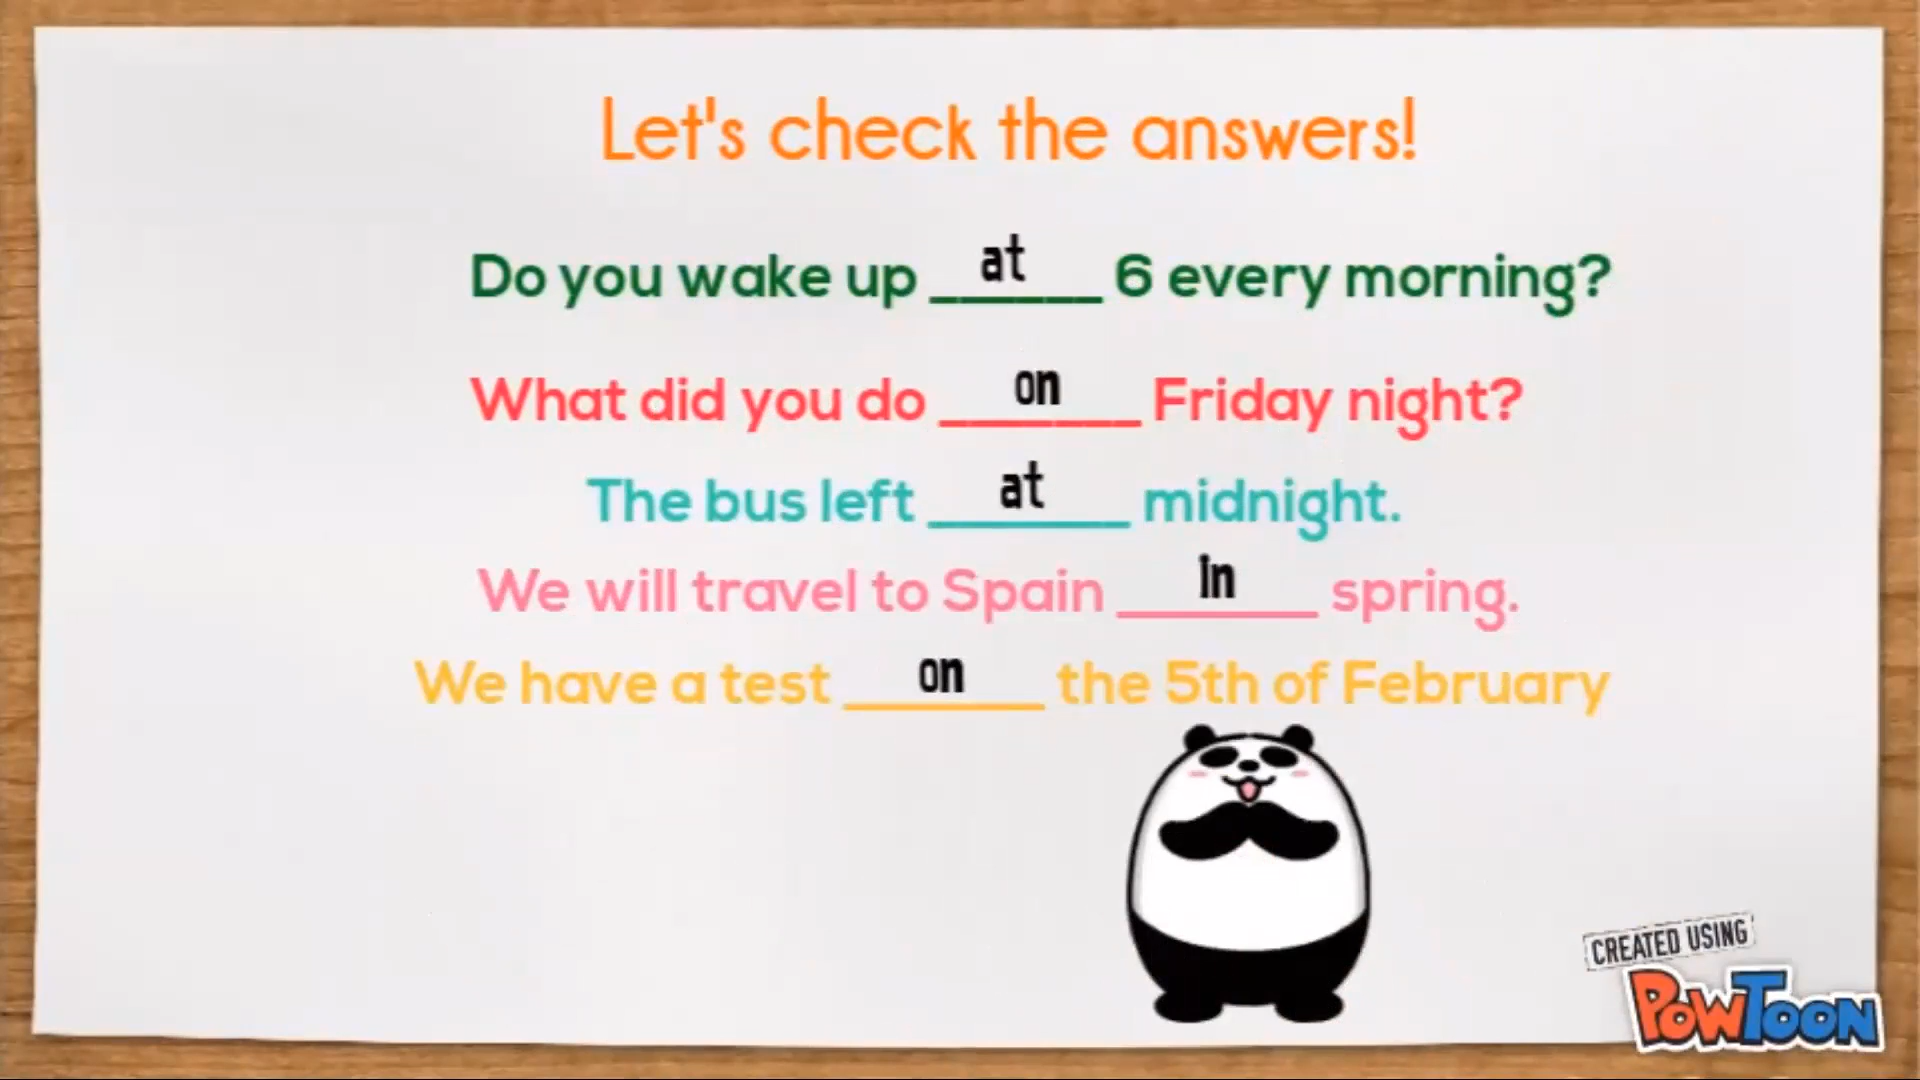 Let's check the answers!
Do you wake up at 6 every morning?
What did you do on Friday night?
The bus left at midnight.
We will travel to Spain in spring.
We have a test on the 5th of February
CREATED USING
POWTOON